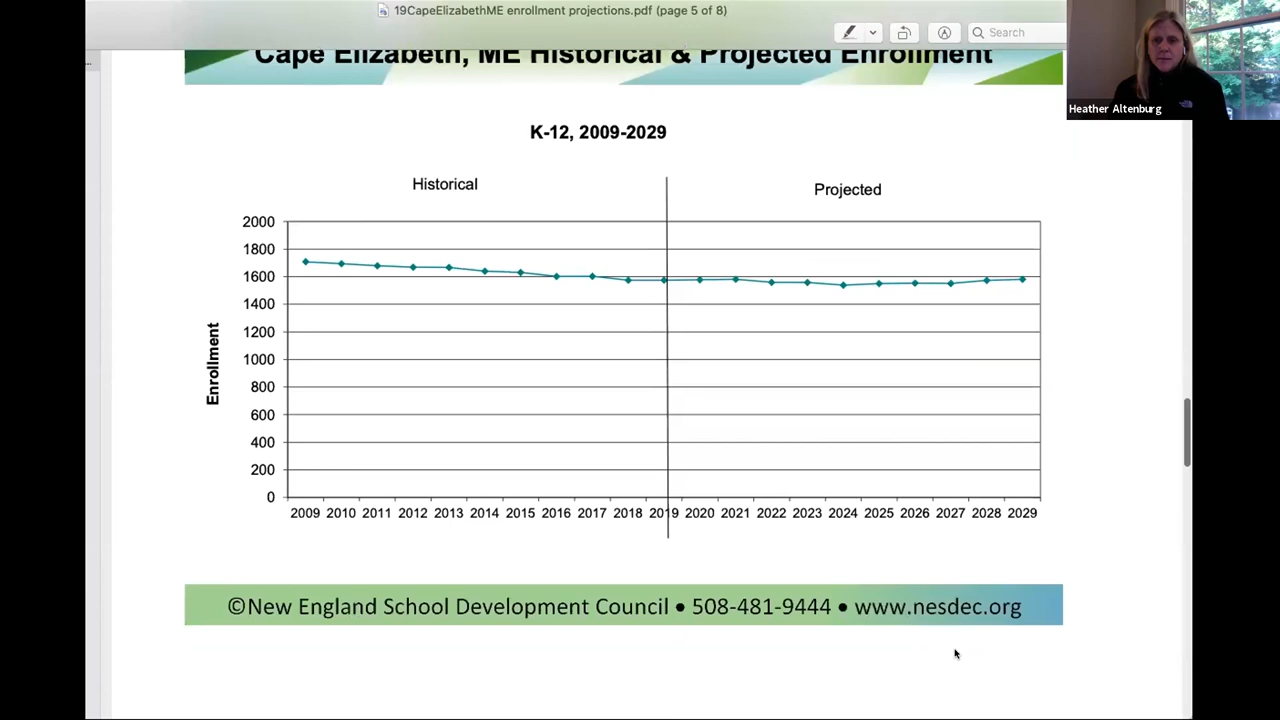 19CapeElizabethME enrollment projections.pdf (page 5 of 8)
Search
Heather Altenburg
Cape Elizabeth, ME Historical & Projected Enrollment
K-12, 2009-2029
Historical
Projected
2000
1800
1600
1400
1200
1000
800
600
400
200
0
Enrollment
2009 2010 2011 2012 2013 2014 2015 2016 2017 2018 2019 2020 2021 2022 2023 2024 2025 2026 2027 2028 2029
©New England School Development Council • 508-481-9444 • www.nesdec.org